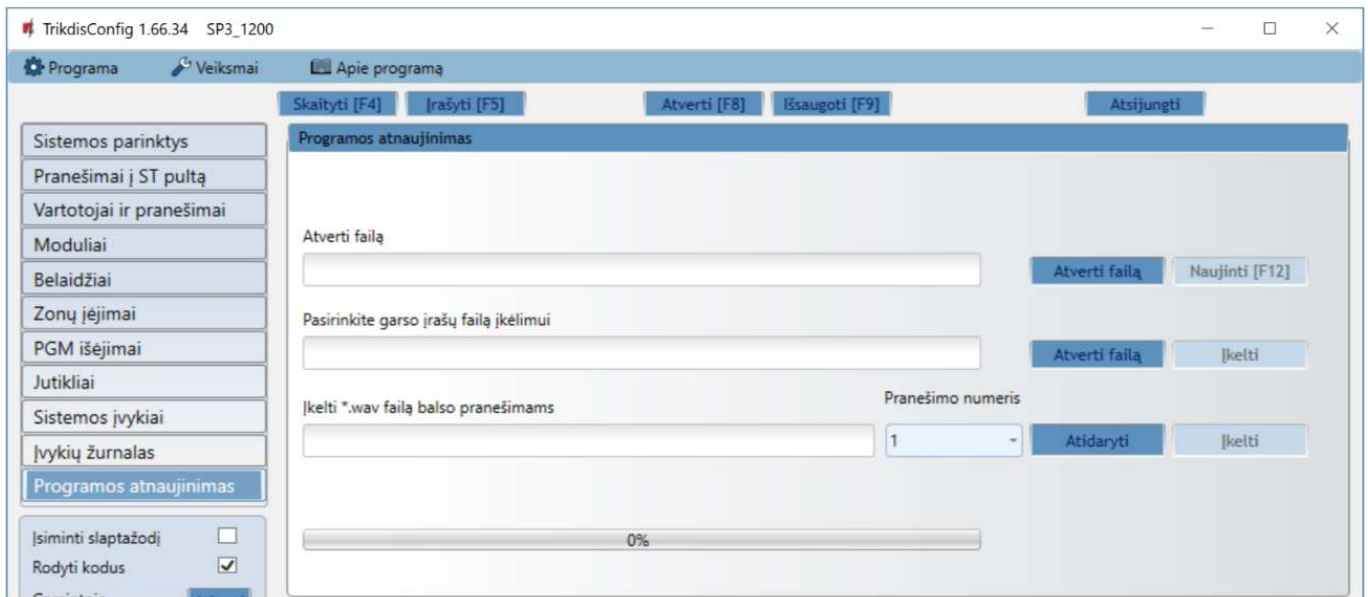 TrikdisConfig 1.66.34 SP3_1200
Programa Veiksmai Apie programą
Skaityti [F4] Įrašyti [F5] Atverti [F8] Išsaugoti [F9] Atsijungti
Sistemos parinktys
Pranešimai į ST pultą
Vartotojai ir pranešimai
Moduliai
Belaidžiai
Zonų įėjimai
PGM išėjimai
Jutikliai
Sistemos įvykiai
Įvykių žurnalas
Programos atnaujinimas
Įsiminti slaptažodį
Rodyti kodus
Programos atnaujinimas
Atverti failą
Atverti failą Naujinti [F12]
Pasirinkite garso įrašų failą įkėlimui
Atverti failą Įkelti
Įkelti *.wav failą balso pranešimams Pranešimo numeris
1 Atidaryti Įkelti
0%